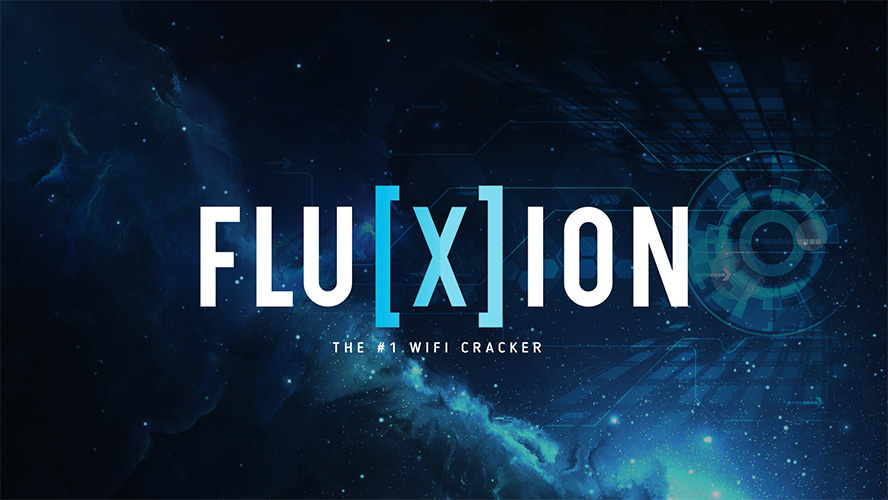 FLU[X]ION
THE #1 WIFI CRACKER